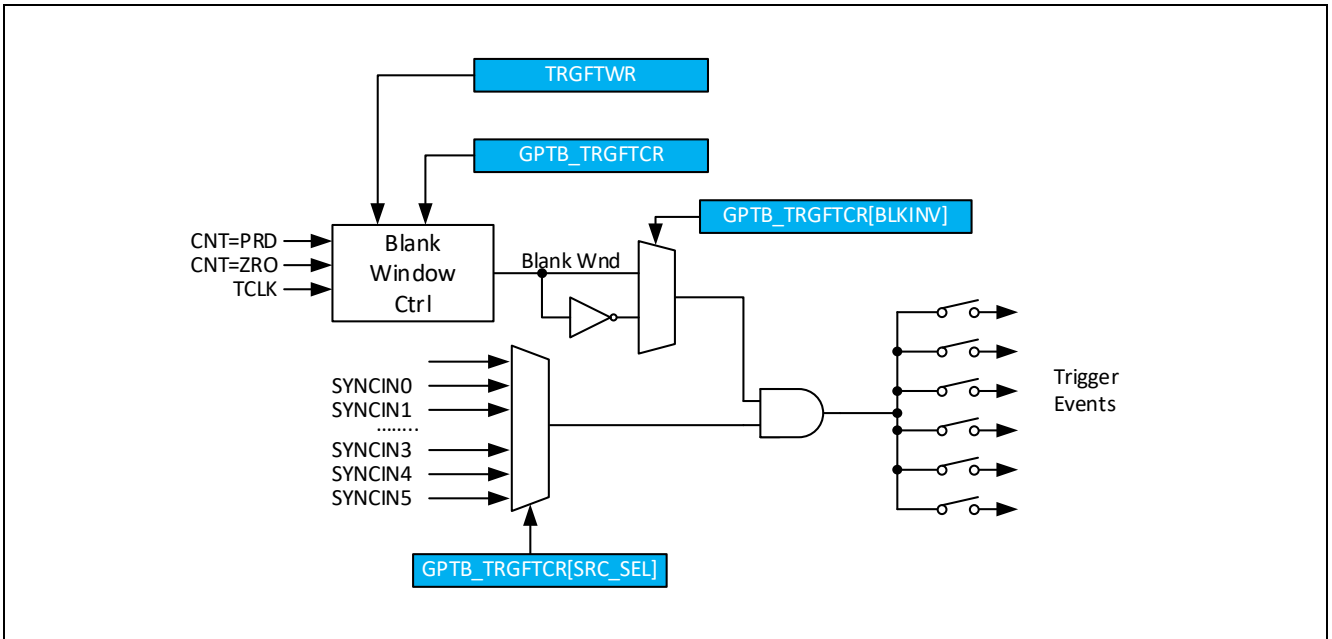 TRGFTWR
GPTB_TRGFTCR
GPTB_TRGFTCR[BLKINV]
CNT=PRD
CNT=ZRO
TCLK
Blank
Window
Ctrl
Blank Wnd
SYNCIN0
SYNCIN1
........
SYNCIN3
SYNCIN4
SYNCIN5
Trigger
Events
GPTB_TRGFTCR[SRC_SEL]